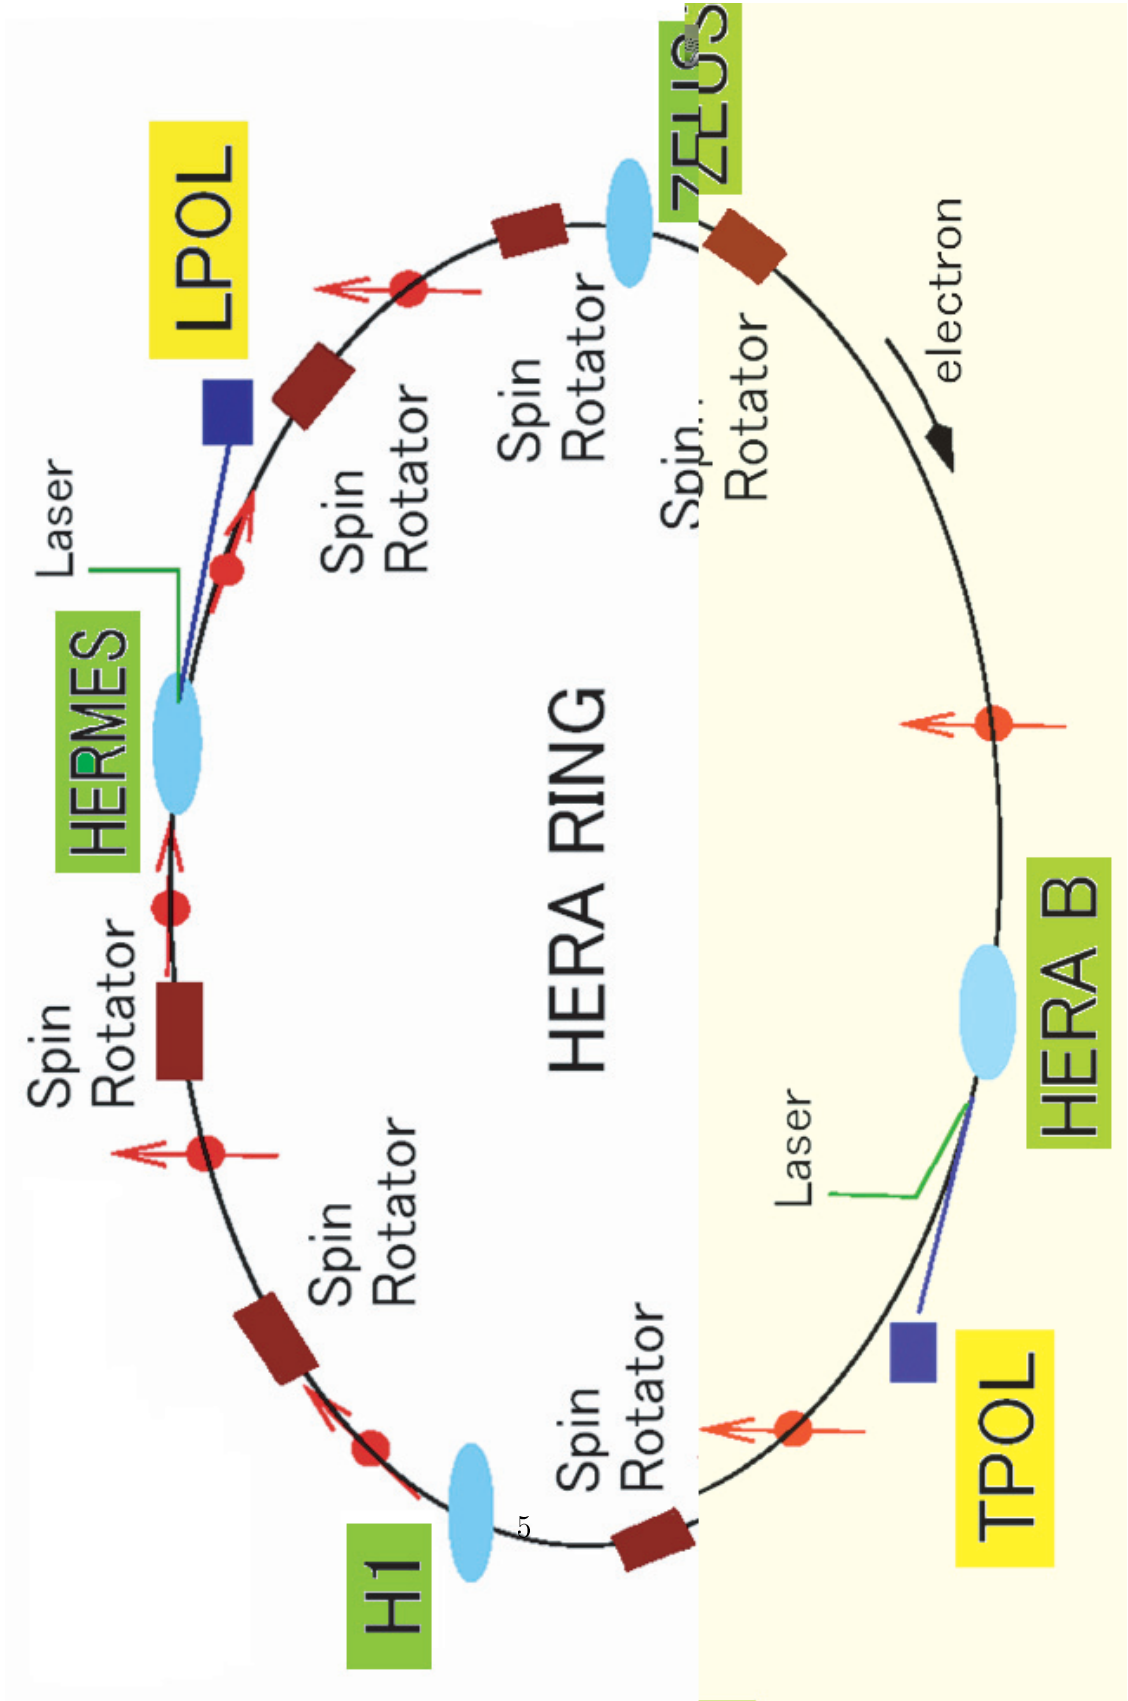 Spin
Rotator
Laser
HERMES
LPOL
Spin
Rotator
Spin
Rotator
H1
Spin
Rotator
5
HERA RING
Spin
Rotator
ZEUS
Spin
Rotator
Laser
electron
TPOL
HERA B